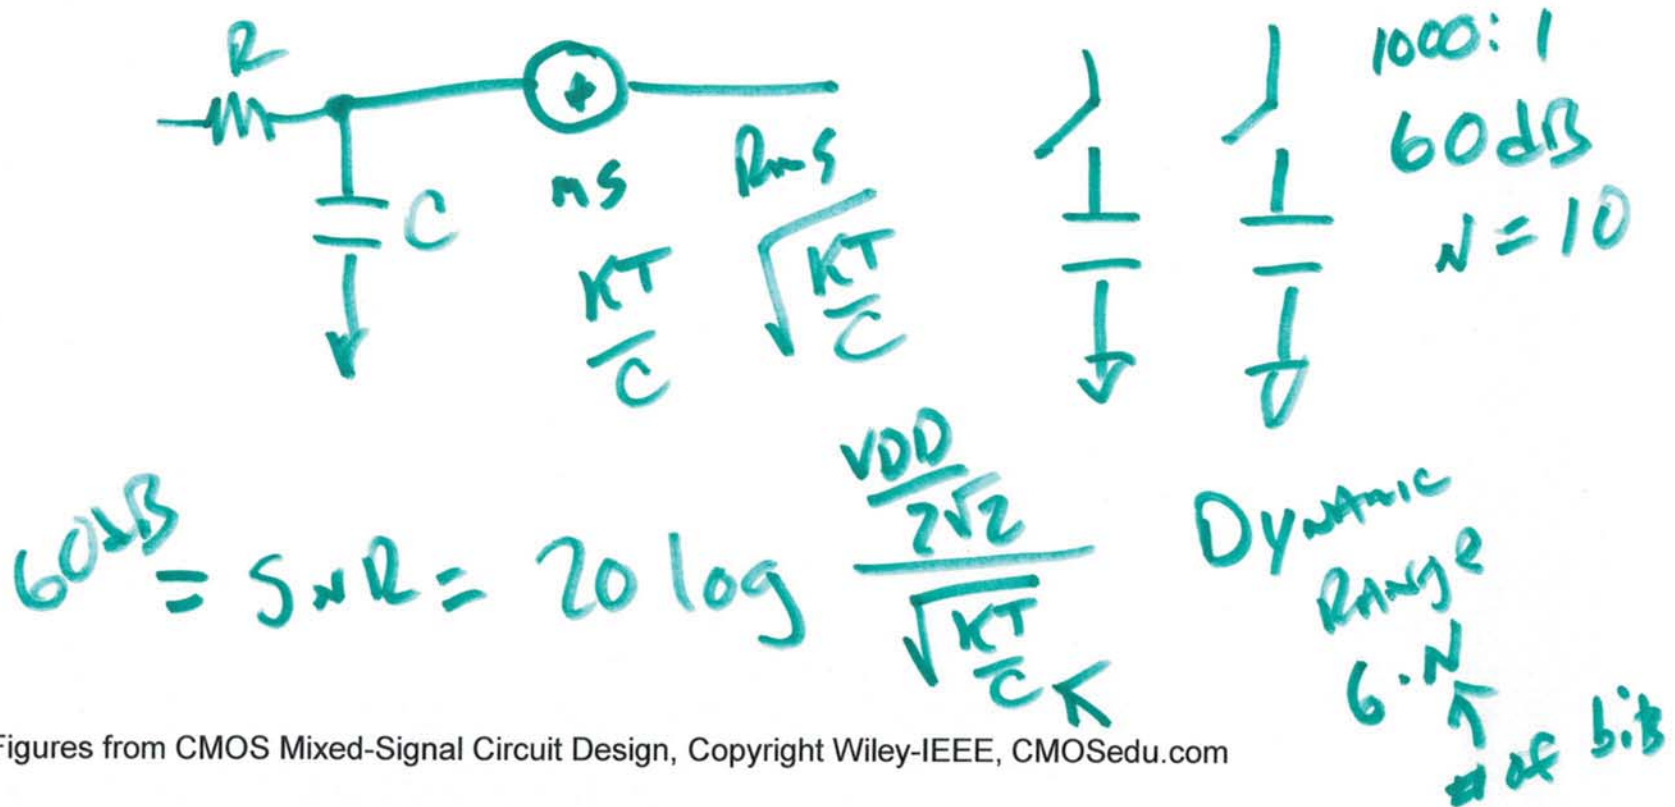 R
1000:1
60dB
N = 10
C
ms
RmS
KT/C
√(KT/C)
60dB = SNR = 20 log (VDD/2√2)/√(KT/C)
Dynamic
Range
6·N
# of bits
Figures from CMOS Mixed-Signal Circuit Design, Copyright Wiley-IEEE, CMOSedu.com